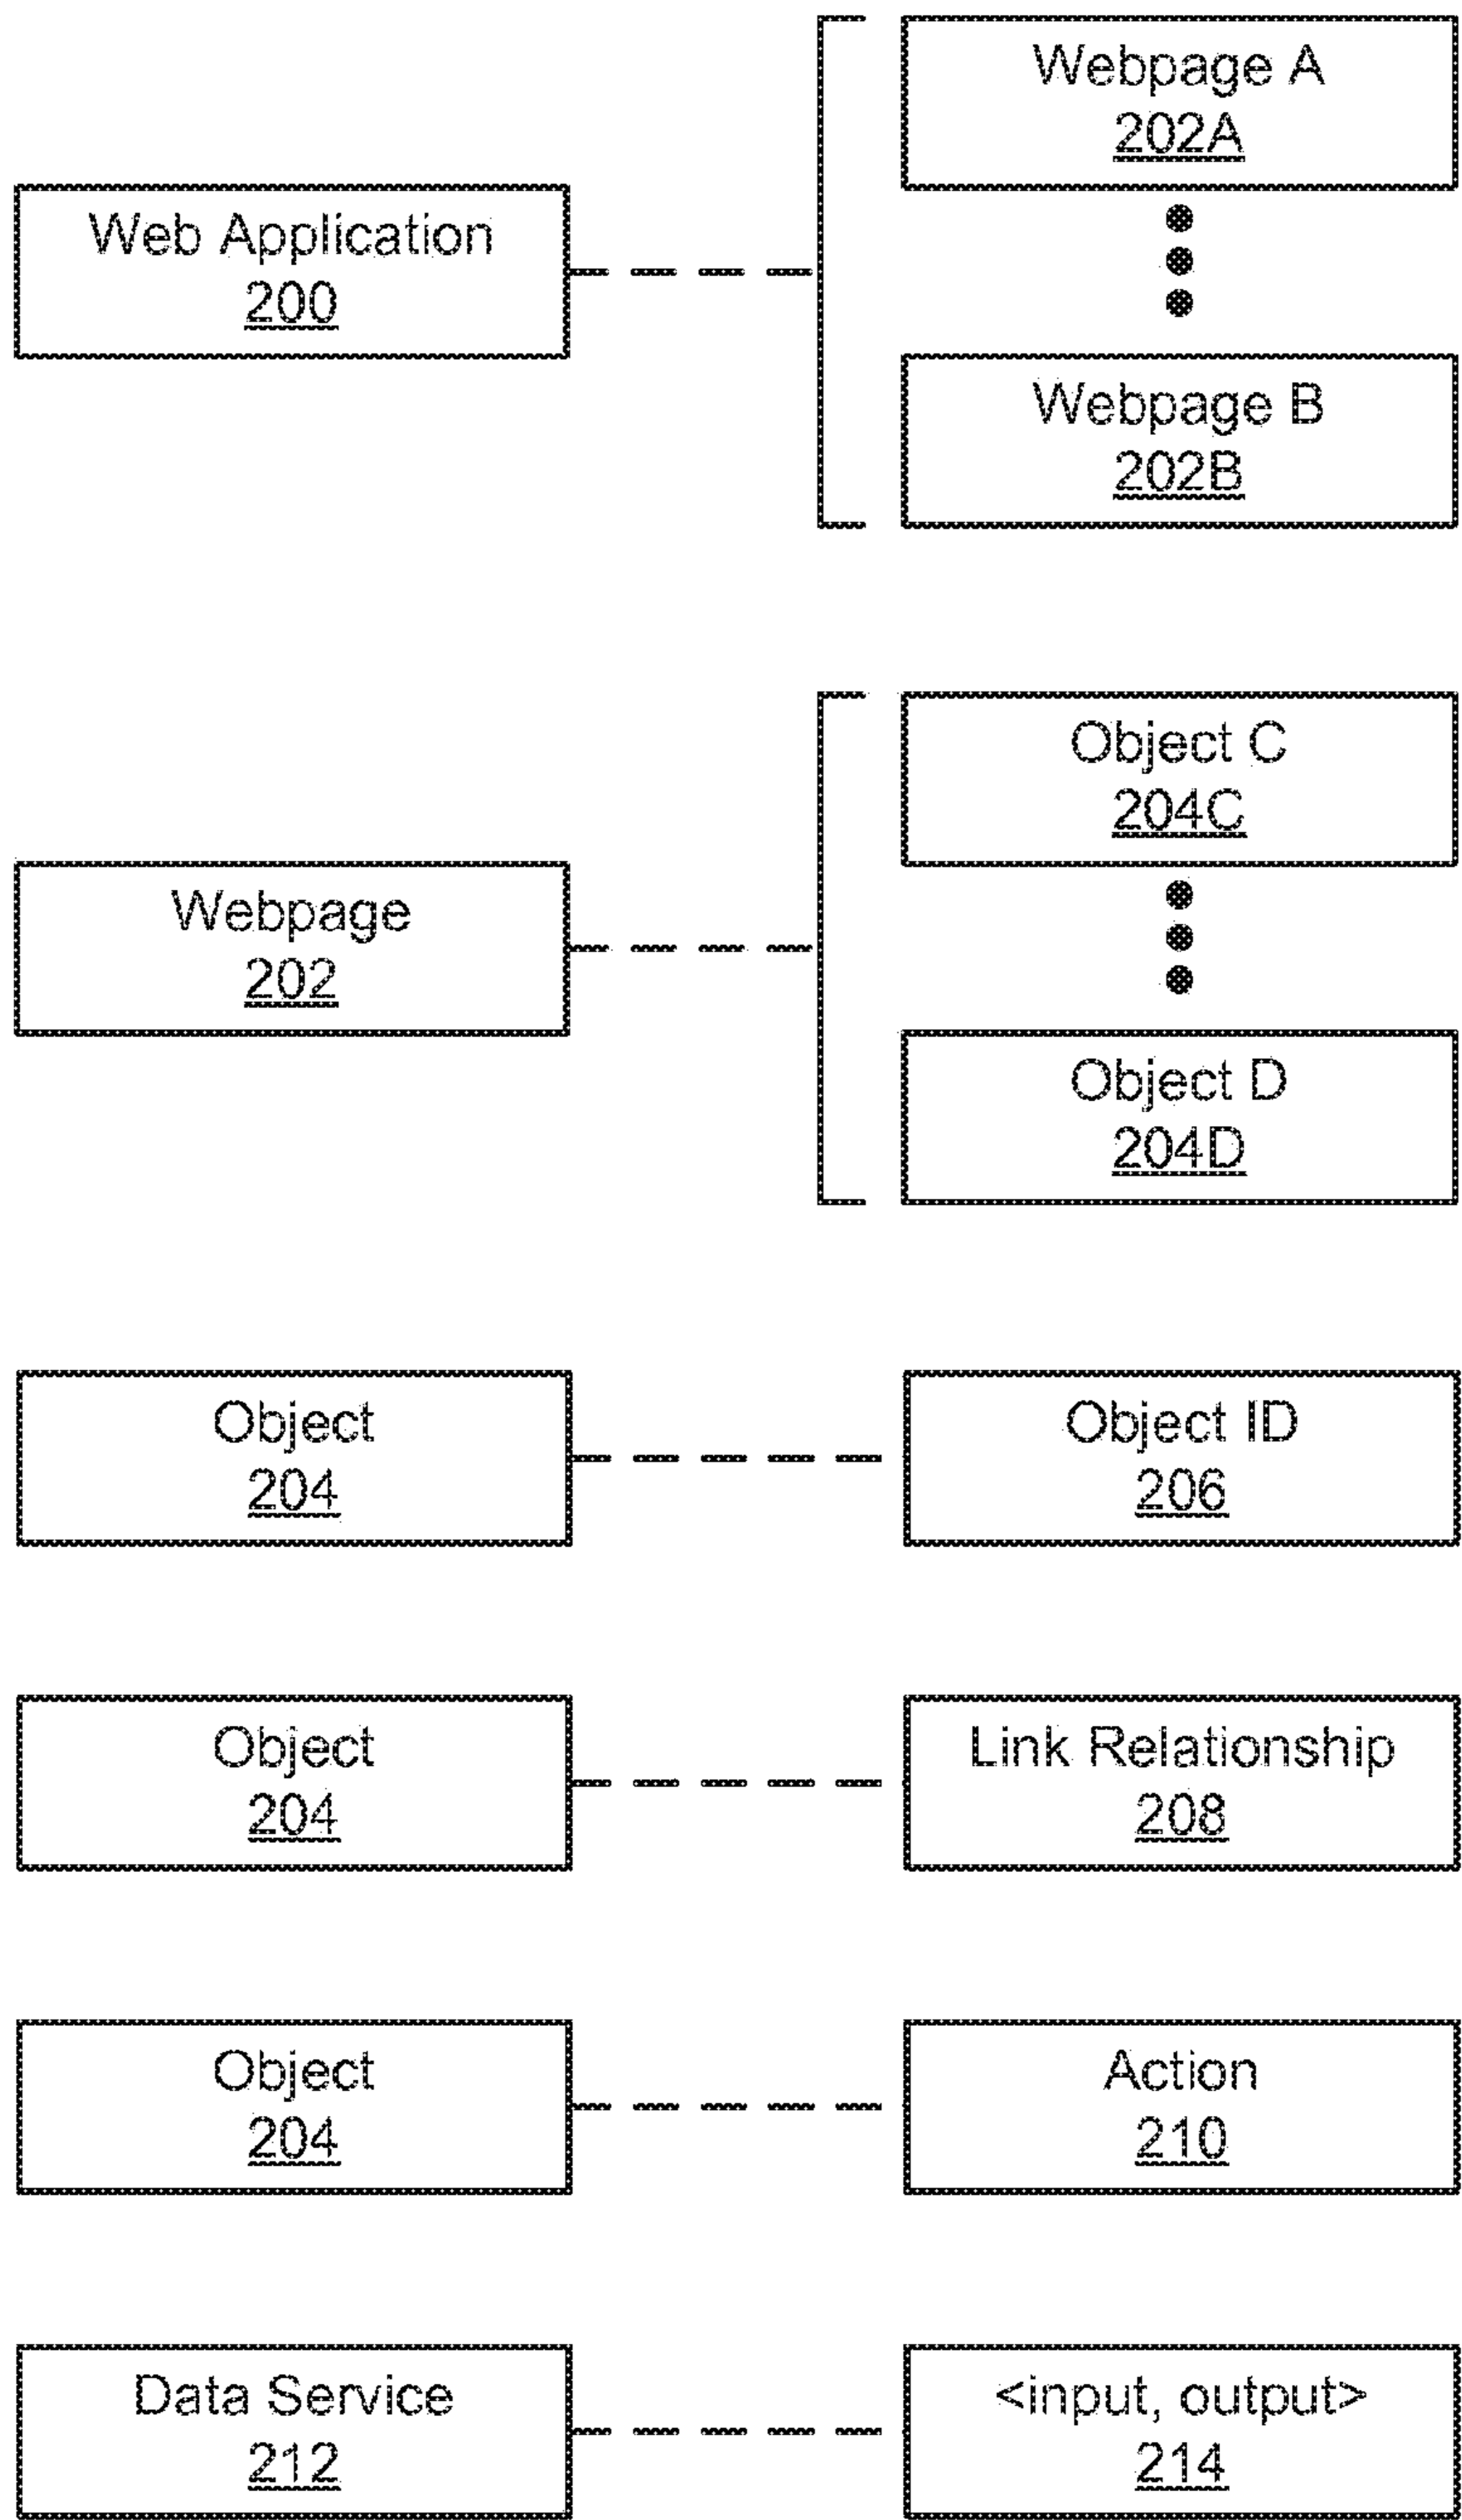 Webpage A
202A
Web Application
200
Webpage B
202B
Object C
204C
Webpage
202
Object D
204D
Object
204
Object ID
206
Object
204
Link Relationship
208
Object
204
Action
210
Data Service
212
<input, output>
214